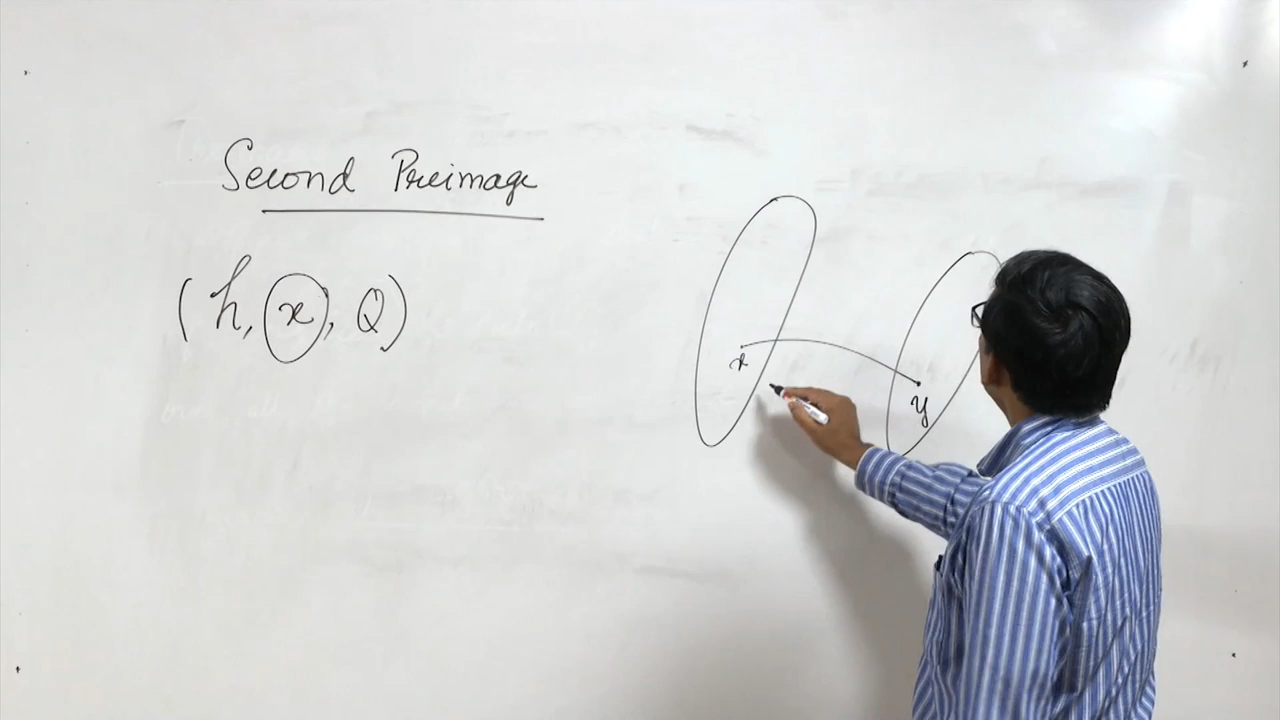 Second Preimage
(h, x, Q)
x
y